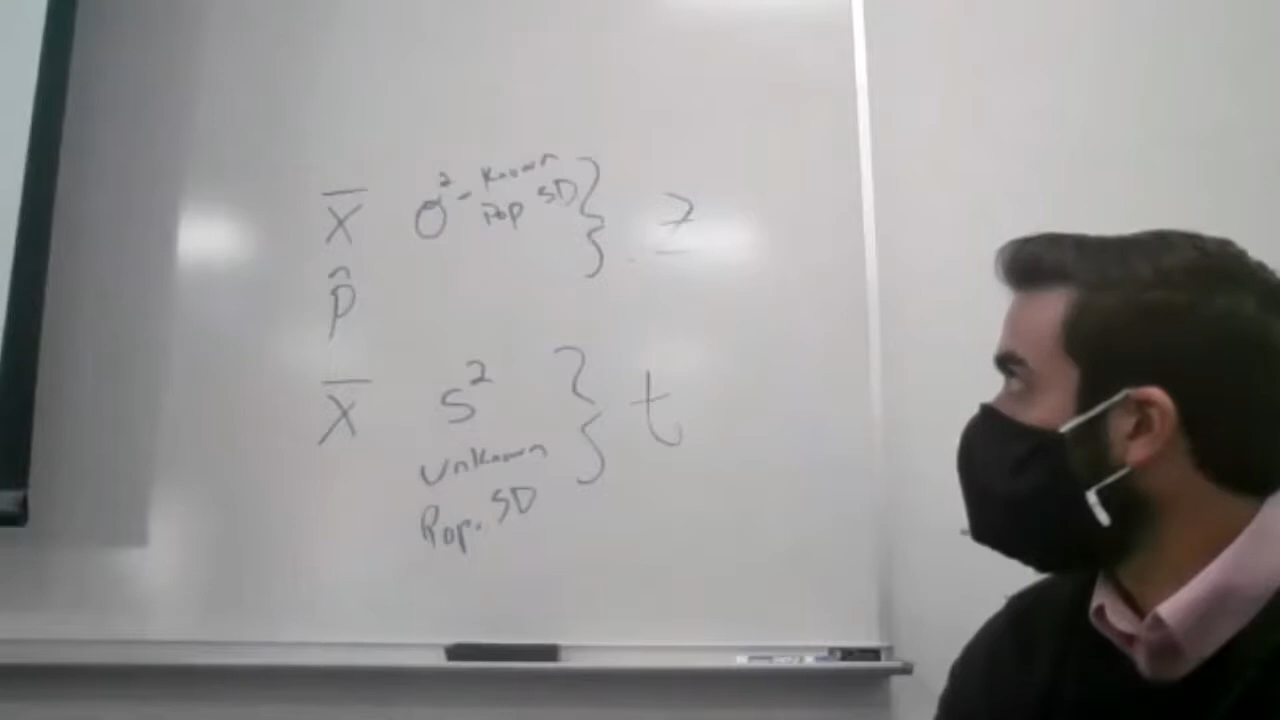 X̄ σ² - Known Pop SD } z
p̂
X̄ s² } t
Unknown
Pop. SD